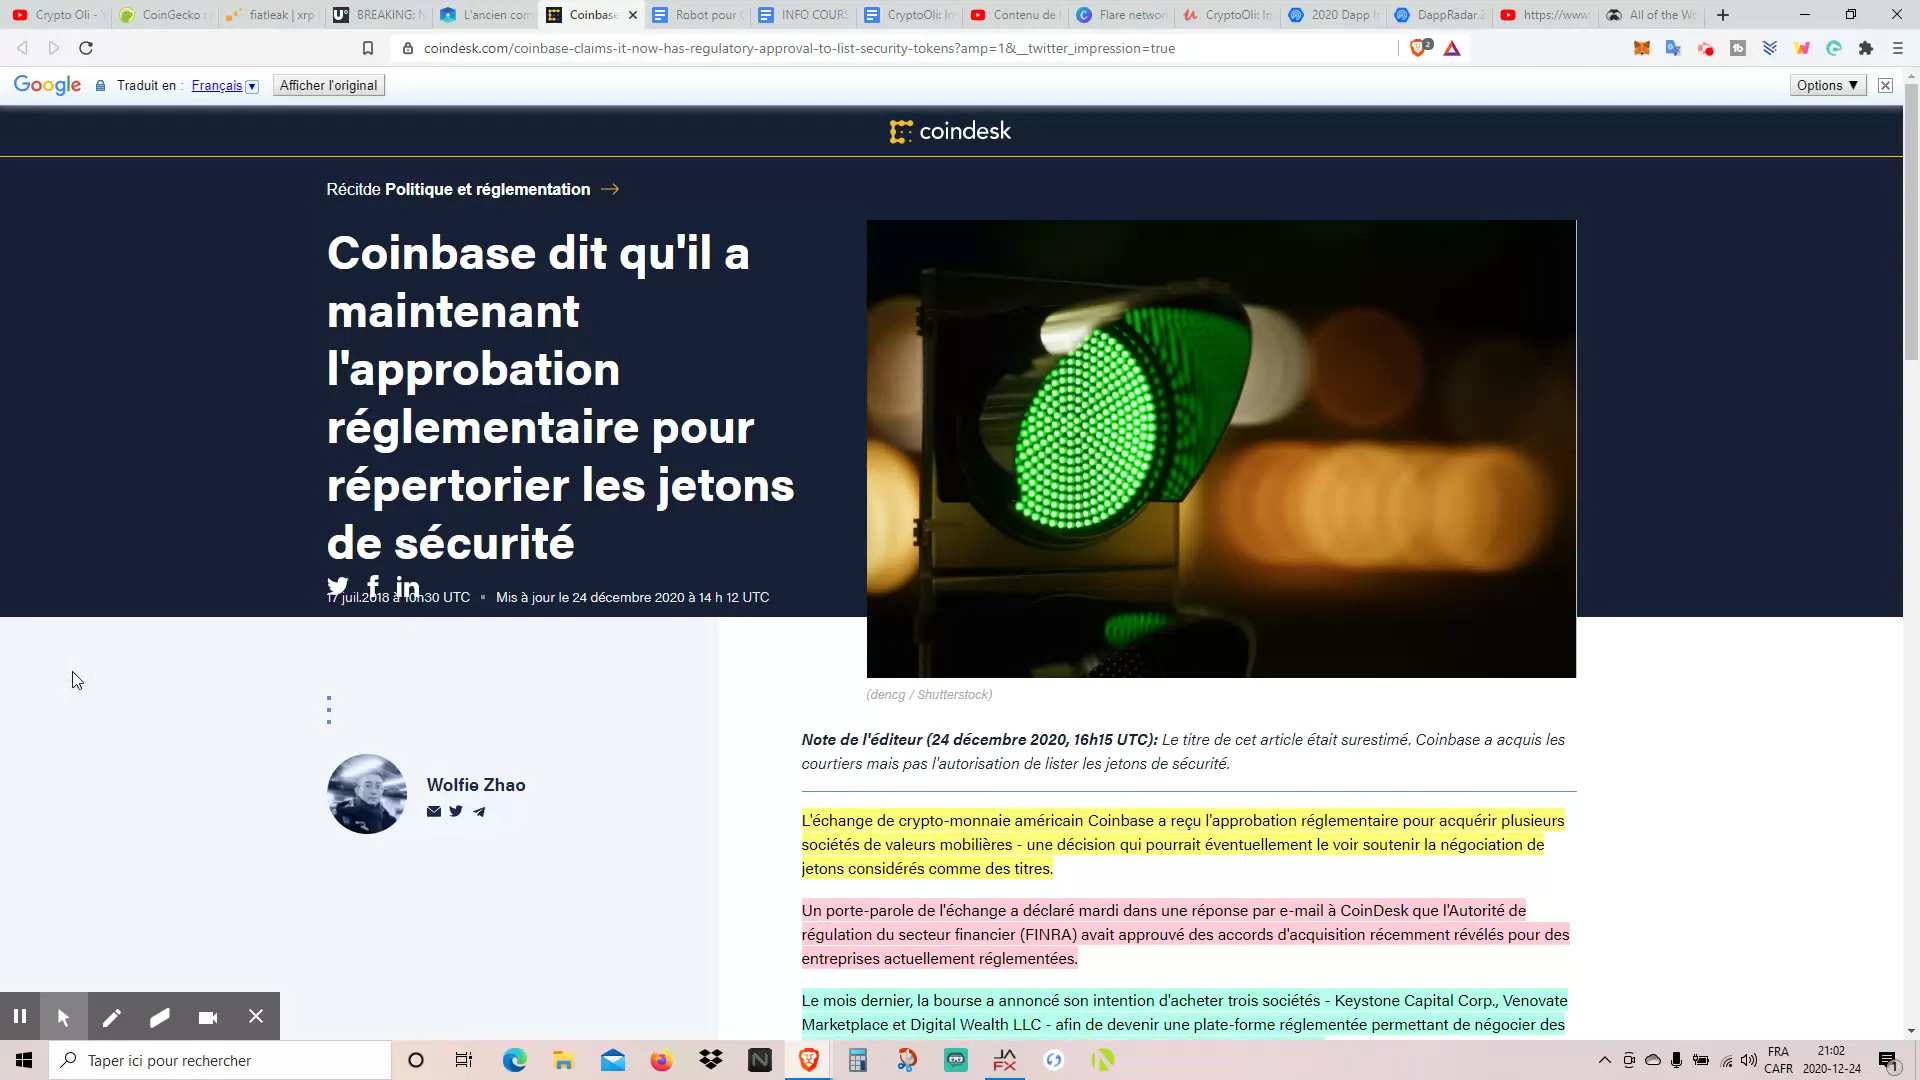 Crypto Oli -
CoinGecko
fiatleak | xrp
BREAKING:
L'ancien com
Coinbase
Robot pour
INFO COURS
CryptoOli: In
Contenu de
Flare networ
CryptoOli: In
2020 Dapp
DappRadar.
https://www
All of the Wo
coindesk.com/coinbase-claims-it-now-has-regulatory-approval-to-list-security-tokens?amp=1&__twitter_impression=true
2
Google
Traduit en :
Français
Afficher l'original
Options ▼
coindesk
Récitde Politique et réglementation →
Coinbase dit qu'il a
maintenant
l'approbation
réglementaire pour
répertorier les jetons
de sécurité
17 juil.2018 à 10h30 UTC
Mis à jour le 24 décembre 2020 à 14 h 12 UTC
(dencg / Shutterstock)
Note de l'éditeur (24 décembre 2020, 16h15 UTC): Le titre de cet article était surestimé. Coinbase a acquis les
courtiers mais pas l'autorisation de lister les jetons de sécurité.
Wolfie Zhao
L'échange de crypto-monnaie américain Coinbase a reçu l'approbation réglementaire pour acquérir plusieurs
sociétés de valeurs mobilières - une décision qui pourrait éventuellement le voir soutenir la négociation de
jetons considérés comme des titres.
Un porte-parole de l'échange a déclaré mardi dans une réponse par e-mail à CoinDesk que l'Autorité de
régulation du secteur financier (FINRA) avait approuvé des accords d'acquisition récemment révélés pour des
entreprises actuellement réglementées.
Le mois dernier, la bourse a annoncé son intention d'acheter trois sociétés - Keystone Capital Corp., Venovate
Marketplace et Digital Wealth LLC - afin de devenir une plate-forme réglementée permettant de négocier des
Taper ici pour rechercher
JAFX
FRA
CAFR
21:02
2020-12-24
1